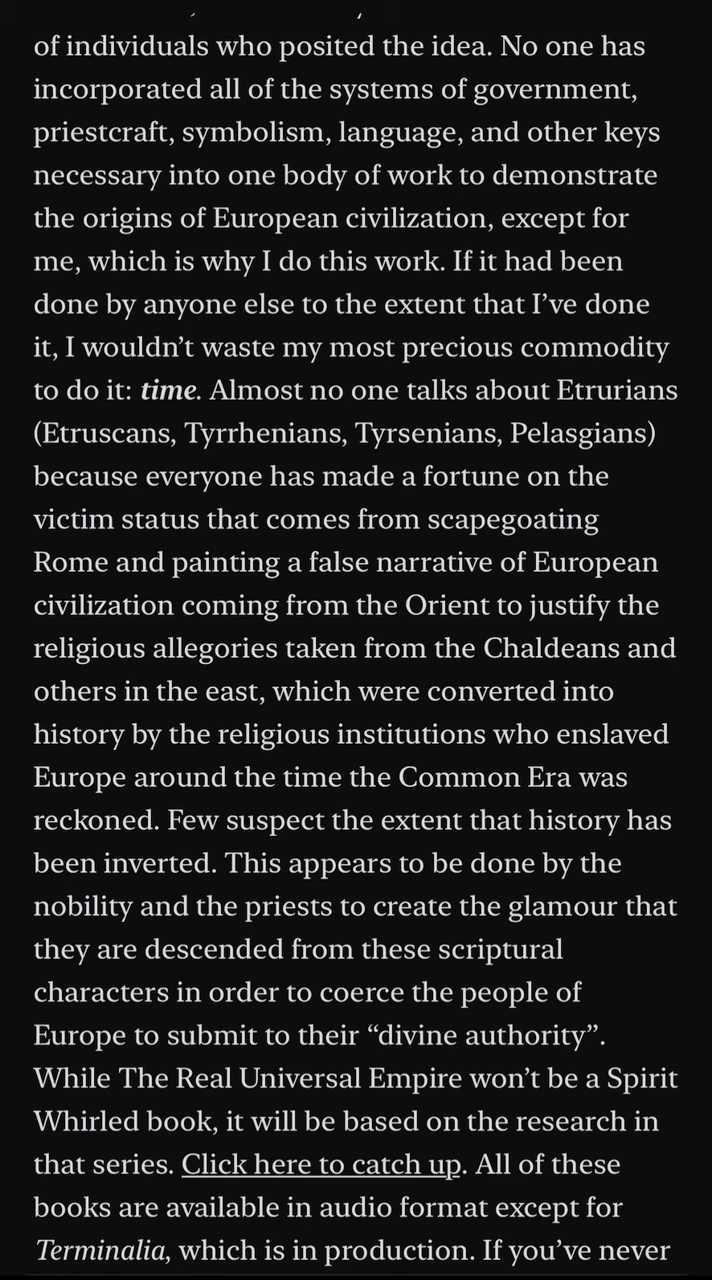 of individuals who posited the idea. No one has
incorporated all of the systems of government,
priestcraft, symbolism, language, and other keys
necessary into one body of work to demonstrate
the origins of European civilization, except for
me, which is why I do this work. If it had been
done by anyone else to the extent that I’ve done
it, I wouldn’t waste my most precious commodity
to do it: time. Almost no one talks about Etrurians
(Etruscans, Tyrrhenians, Tyrsenians, Pelasgians)
because everyone has made a fortune on the
victim status that comes from scapegoating
Rome and painting a false narrative of European
civilization coming from the Orient to justify the
religious allegories taken from the Chaldeans and
others in the east, which were converted into
history by the religious institutions who enslaved
Europe around the time the Common Era was
reckoned. Few suspect the extent that history has
been inverted. This appears to be done by the
nobility and the priests to create the glamour that
they are descended from these scriptural
characters in order to coerce the people of
Europe to submit to their “divine authority”.
While The Real Universal Empire won’t be a Spirit
Whirled book, it will be based on the research in
that series. Click here to catch up. All of these
books are available in audio format except for
Terminalia, which is in production. If you’ve never